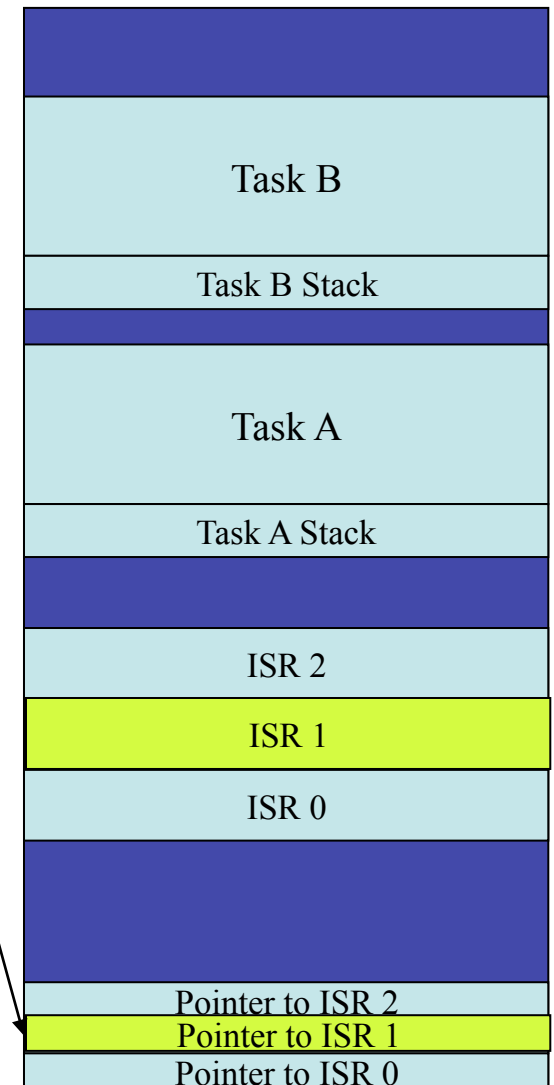 Task B
Task B Stack
Task A
Task A Stack
ISR 2
ISR 1
ISR 0
Pointer to ISR 2
Pointer to ISR 1
Pointer to ISR 0